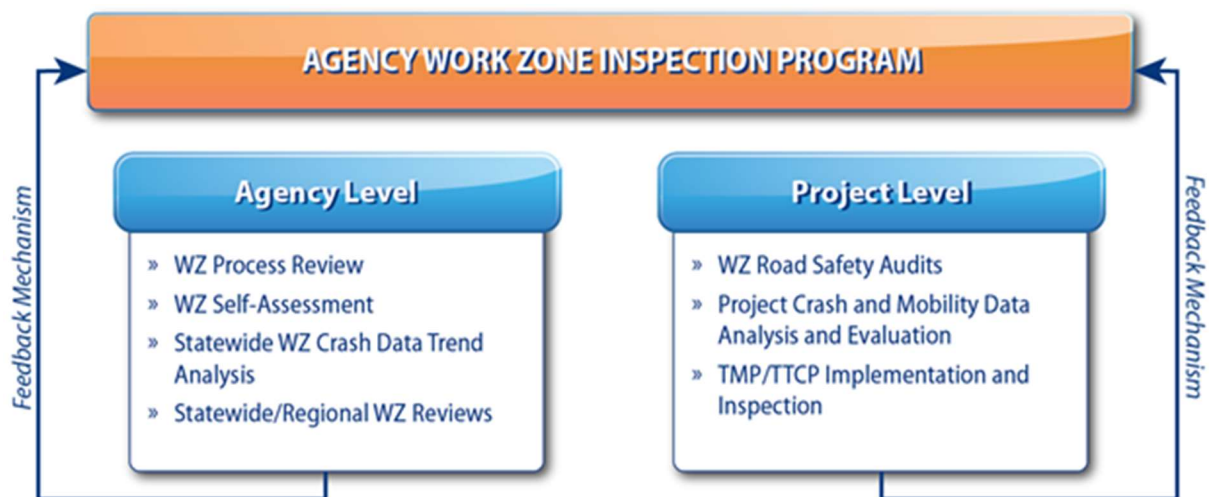 AGENCY WORK ZONE INSPECTION PROGRAM
Feedback Mechanism
Agency Level
» WZ Process Review
» WZ Self-Assessment
» Statewide WZ Crash Data Trend
Analysis
» Statewide/Regional WZ Reviews
Project Level
» WZ Road Safety Audits
» Project Crash and Mobility Data
Analysis and Evaluation
» TMP/TTCP Implementation and
Inspection
Feedback Mechanism